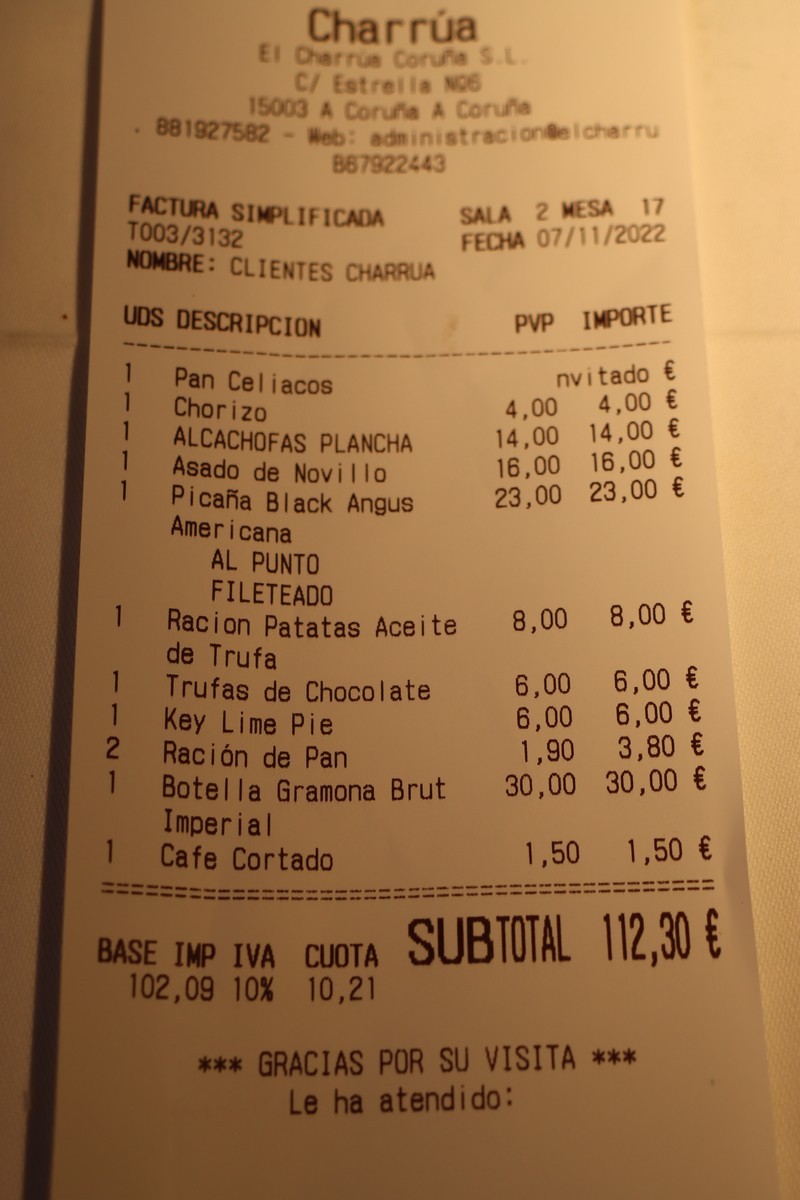 Charrúa
El Charrua Coruña S.L.
C/ Estrella Nº6
15003 A Coruña A Coruña
881927582 - Web: administracion@elcharru
B67922443
FACTURA SIMPLIFICADA SALA 2 MESA 17
T003/3132 FECHA 07/11/2022
NOMBRE: CLIENTES CHARRUA
UDS DESCRIPCION PVP IMPORTE
1 Pan Celiacos nvitado €
1 Chorizo 4,00 4,00 €
1 ALCACHOFAS PLANCHA 14,00 14,00 €
1 Asado de Novillo 16,00 16,00 €
1 Picaña Black Angus 23,00 23,00 €
Americana
AL PUNTO
FILETEADO
1 Racion Patatas Aceite 8,00 8,00 €
de Trufa
1 Trufas de Chocolate 6,00 6,00 €
1 Key Lime Pie 6,00 6,00 €
2 Ración de Pan 1,90 3,80 €
1 Botella Gramona Brut 30,00 30,00 €
Imperial
1 Cafe Cortado 1,50 1,50 €
SUBTOTAL 112,30 €
BASE IMP IVA CUOTA
102,09 10% 10,21
*** GRACIAS POR SU VISITA ***
Le ha atendido: